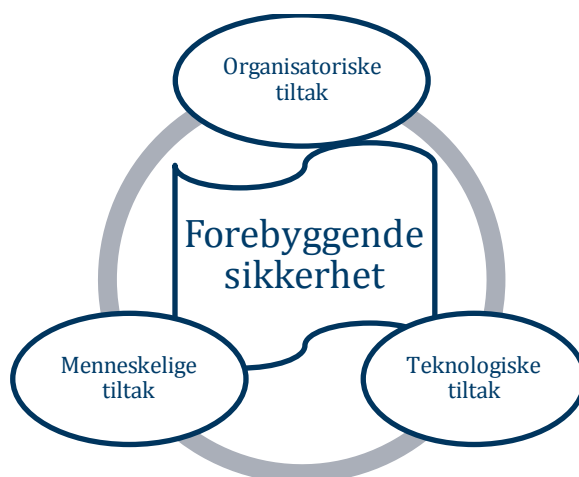 Organisatoriske
tiltak
Forebyggende
sikkerhet
Menneskelige
tiltak
Teknologiske
tiltak